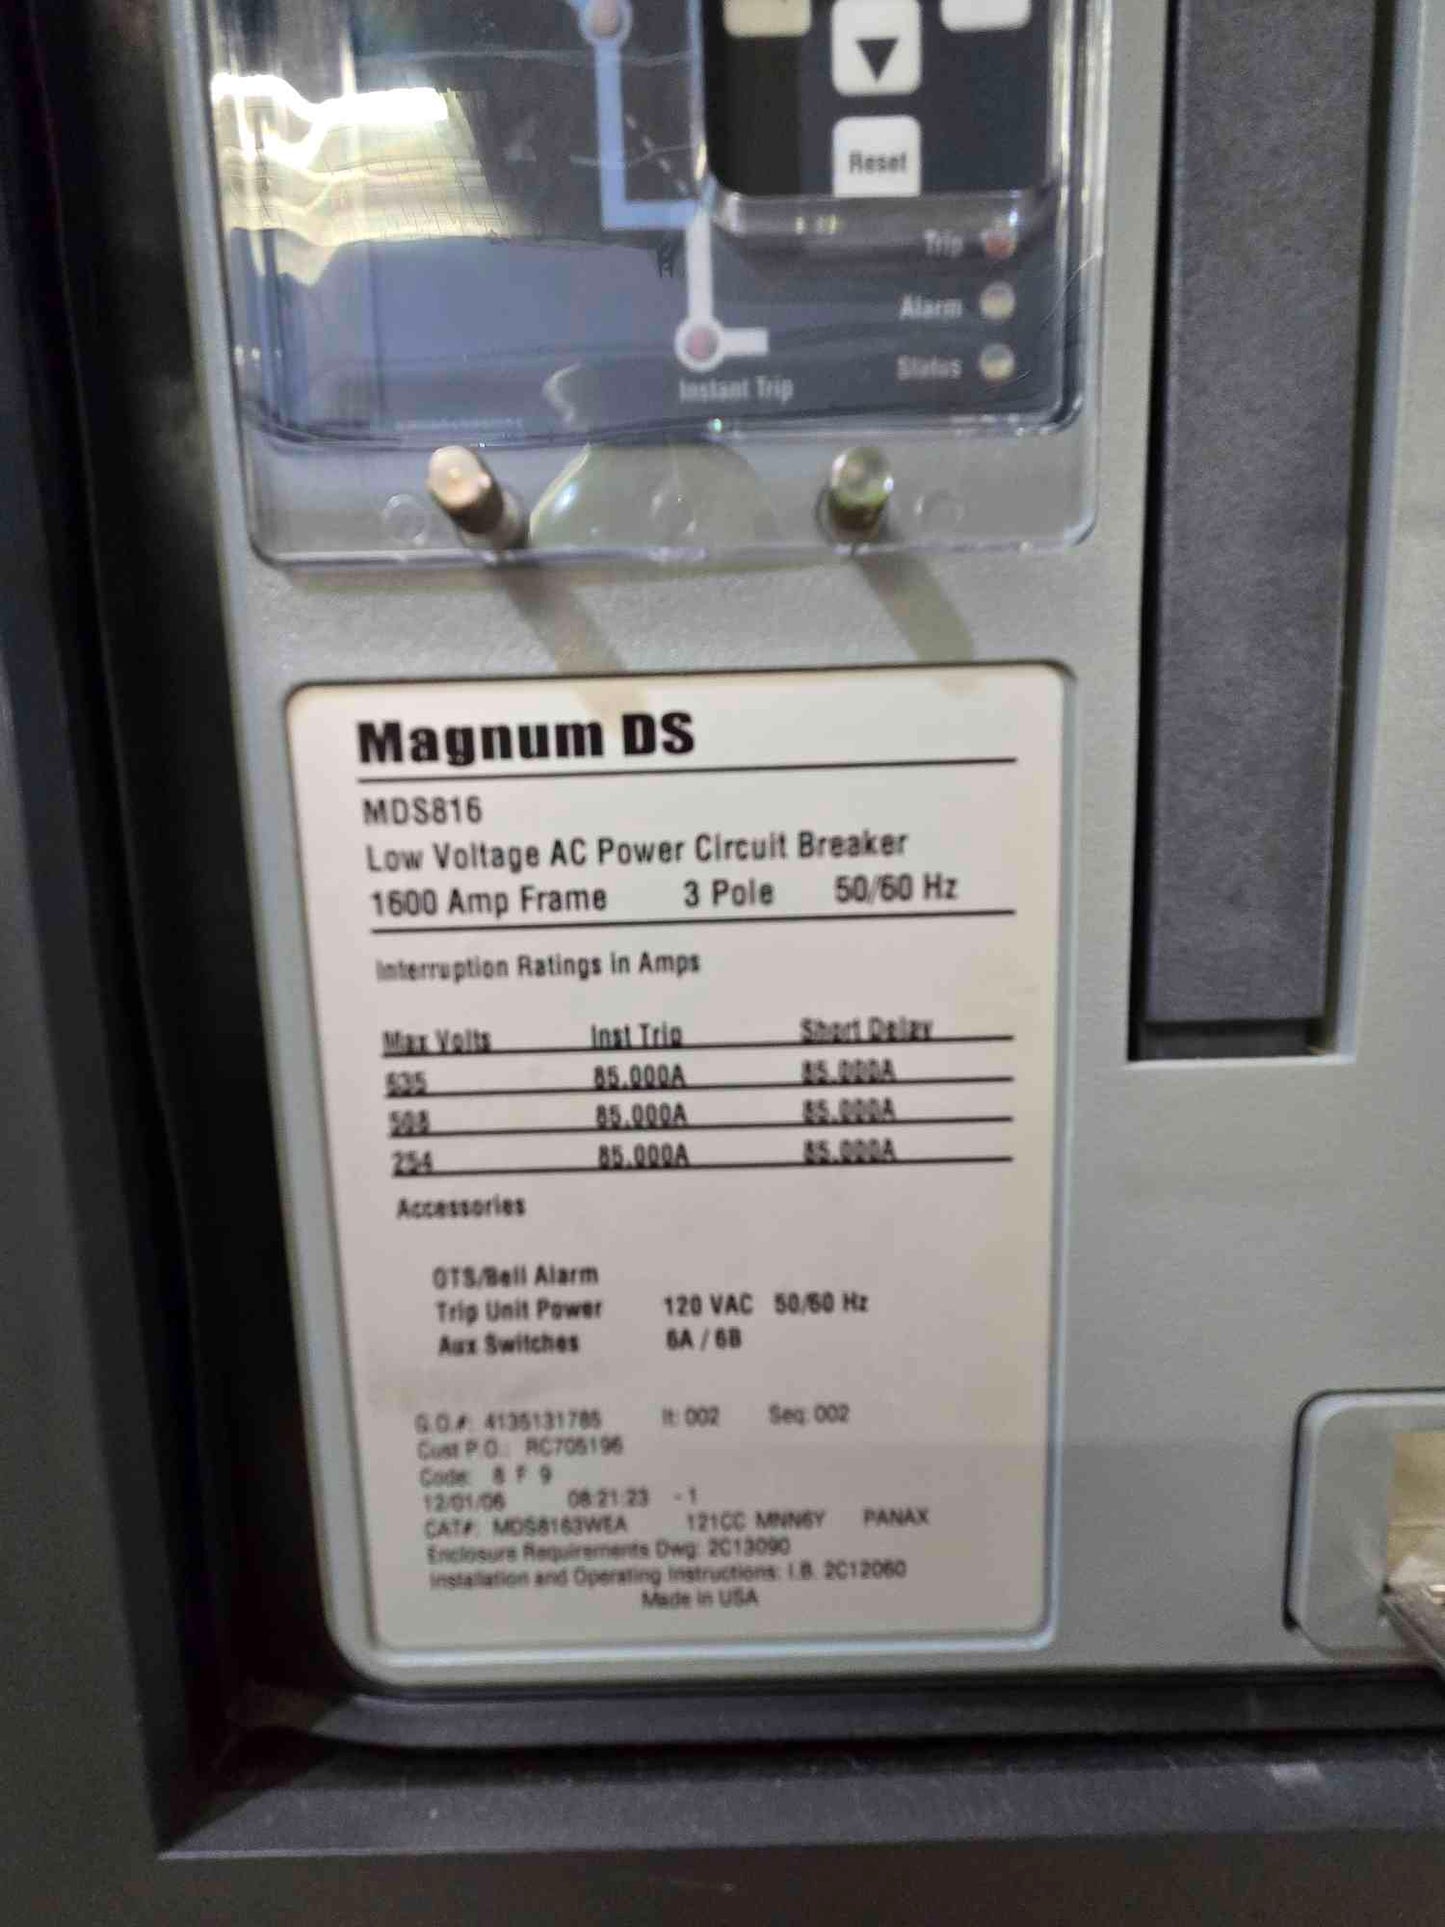 Reset
Trip
Alarm
Status
Instant Trip
Magnum DS
MDS816
Low Voltage AC Power Circuit Breaker
1600 Amp Frame 3 Pole 50/60 Hz
Interruption Ratings in Amps
Max Volts Inst Trip Short Delay
635 85,000A 85,000A
508 85,000A 85,000A
254 85,000A 85,000A
Accessories
OTS/Bell Alarm
Trip Unit Power 120 VAC 50/60 Hz
Aux Switches 6A / 6B
G.O.#: 4135131785 It: 002 Seq: 002
Cust P.O.: RC705196
Code: 8 F 9
12/01/06 08:21:23 - 1
CAT#: MDS8163WEA 121CC MNN6Y PANAX
Enclosure Requirements Dwg: 2C13090
Installation and Operating Instructions: I.B. 2C12060
Made in USA